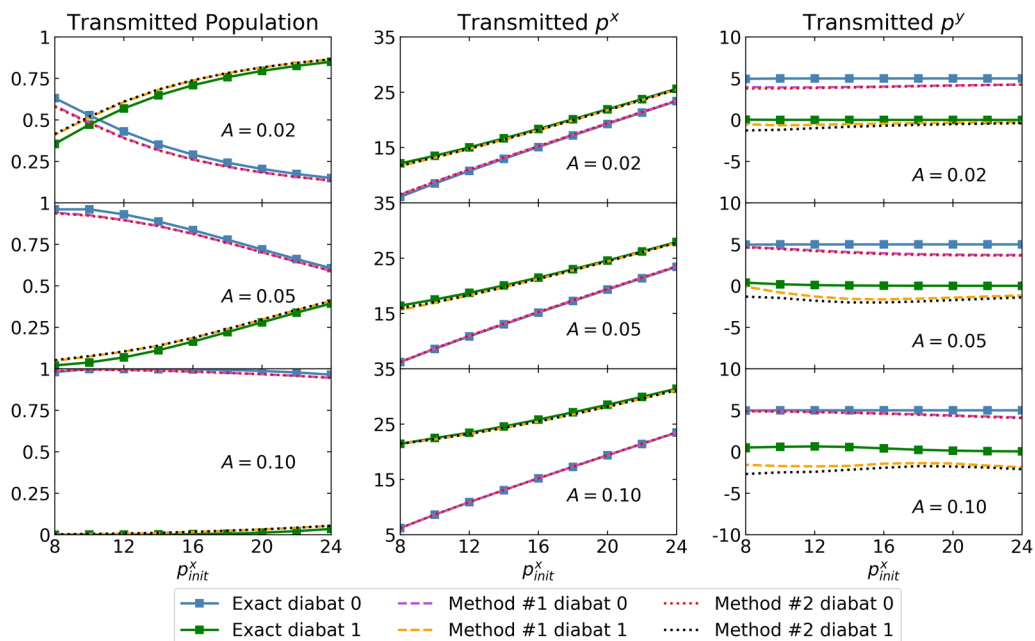 Transmitted Population Transmitted p^x Transmitted p^y
1 35 10
0.75 A = 0.02 25 5
0.5 15 A = 0.02 0
0.25 -5 A = 0.02
1 35 10
0.75 25 5
0.5 A = 0.05 15 A = 0.05 0
0.25 -5 A = 0.05
1 35 10
0.75 25 5
0.5 A = 0.10 15 A = 0.10 0
0.25 -5 A = 0.10
0 5 -10
8 12 16 20 24 8 12 16 20 24 8 12 16 20 24
p^x_init p^x_init p^x_init
Exact diabat 0 Method #1 diabat 0 Method #2 diabat 0
Exact diabat 1 Method #1 diabat 1 Method #2 diabat 1